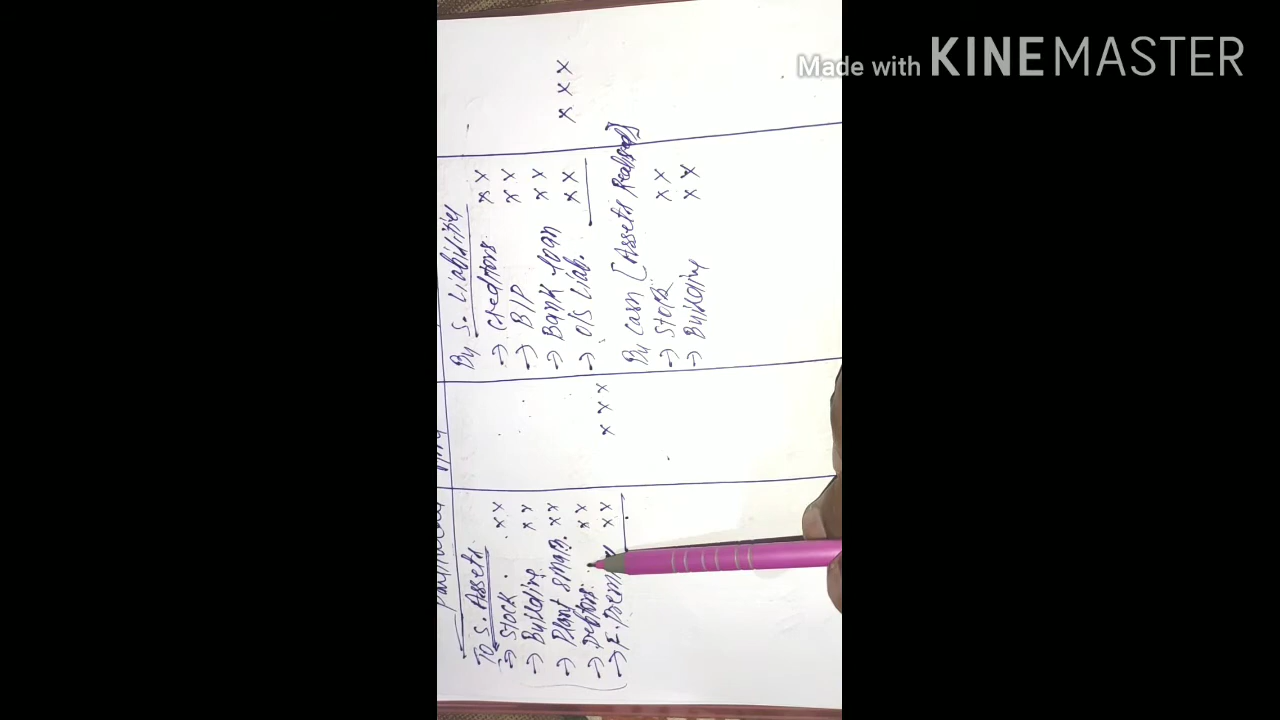 Made with KINEMASTER
Particulars
To S. Assets
→ Stock x x
→ Building x x
→ Plant & Mach. x x
→ Debtors x x
→ F. x x
x x x
By S. Liabilities
→ Creditors x x
→ B/P x x
→ Bank loan x x
→ O/S Liab. x x
x x x
By Cash [Assets Realised]
→ Stock x x
→ Building x x